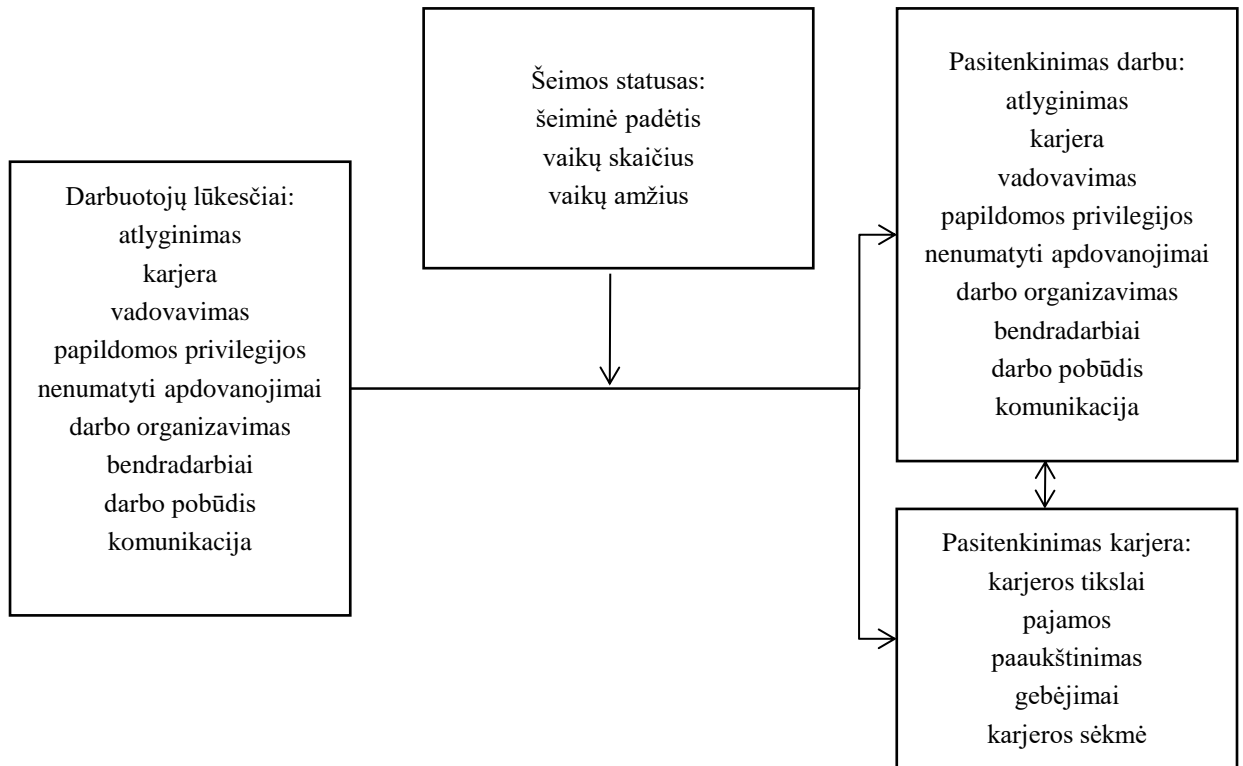 Šeimos statusas:
šeiminė padėtis
vaikų skaičius
vaikų amžius
Darbuotojų lūkesčiai:
atlyginimas
karjera
vadovavimas
papildomos privilegijos
nenumatyti apdovanojimai
darbo organizavimas
bendradarbiai
darbo pobūdis
komunikacija
Pasitenkinimas darbu:
atlyginimas
karjera
vadovavimas
papildomos privilegijos
nenumatyti apdovanojimai
darbo organizavimas
bendradarbiai
darbo pobūdis
komunikacija
Pasitenkinimas karjera:
karjeros tikslai
pajamos
paaukštinimas
gebėjimai
karjeros sėkmė